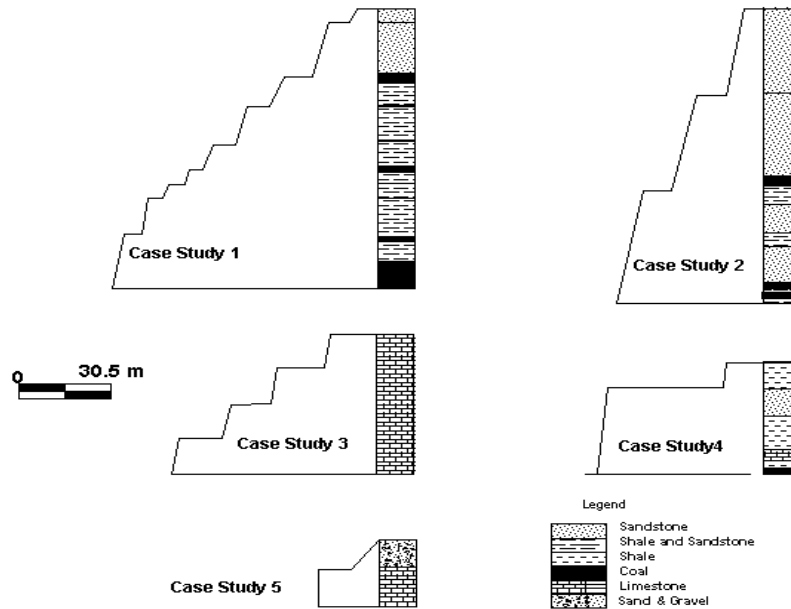 Case Study 1
Case Study 2
0 30.5 m
Case Study 3
Case Study4
Case Study 5
Legend
Sandstone
Shale and Sandstone
Shale
Coal
Limestone
Sand & Gravel